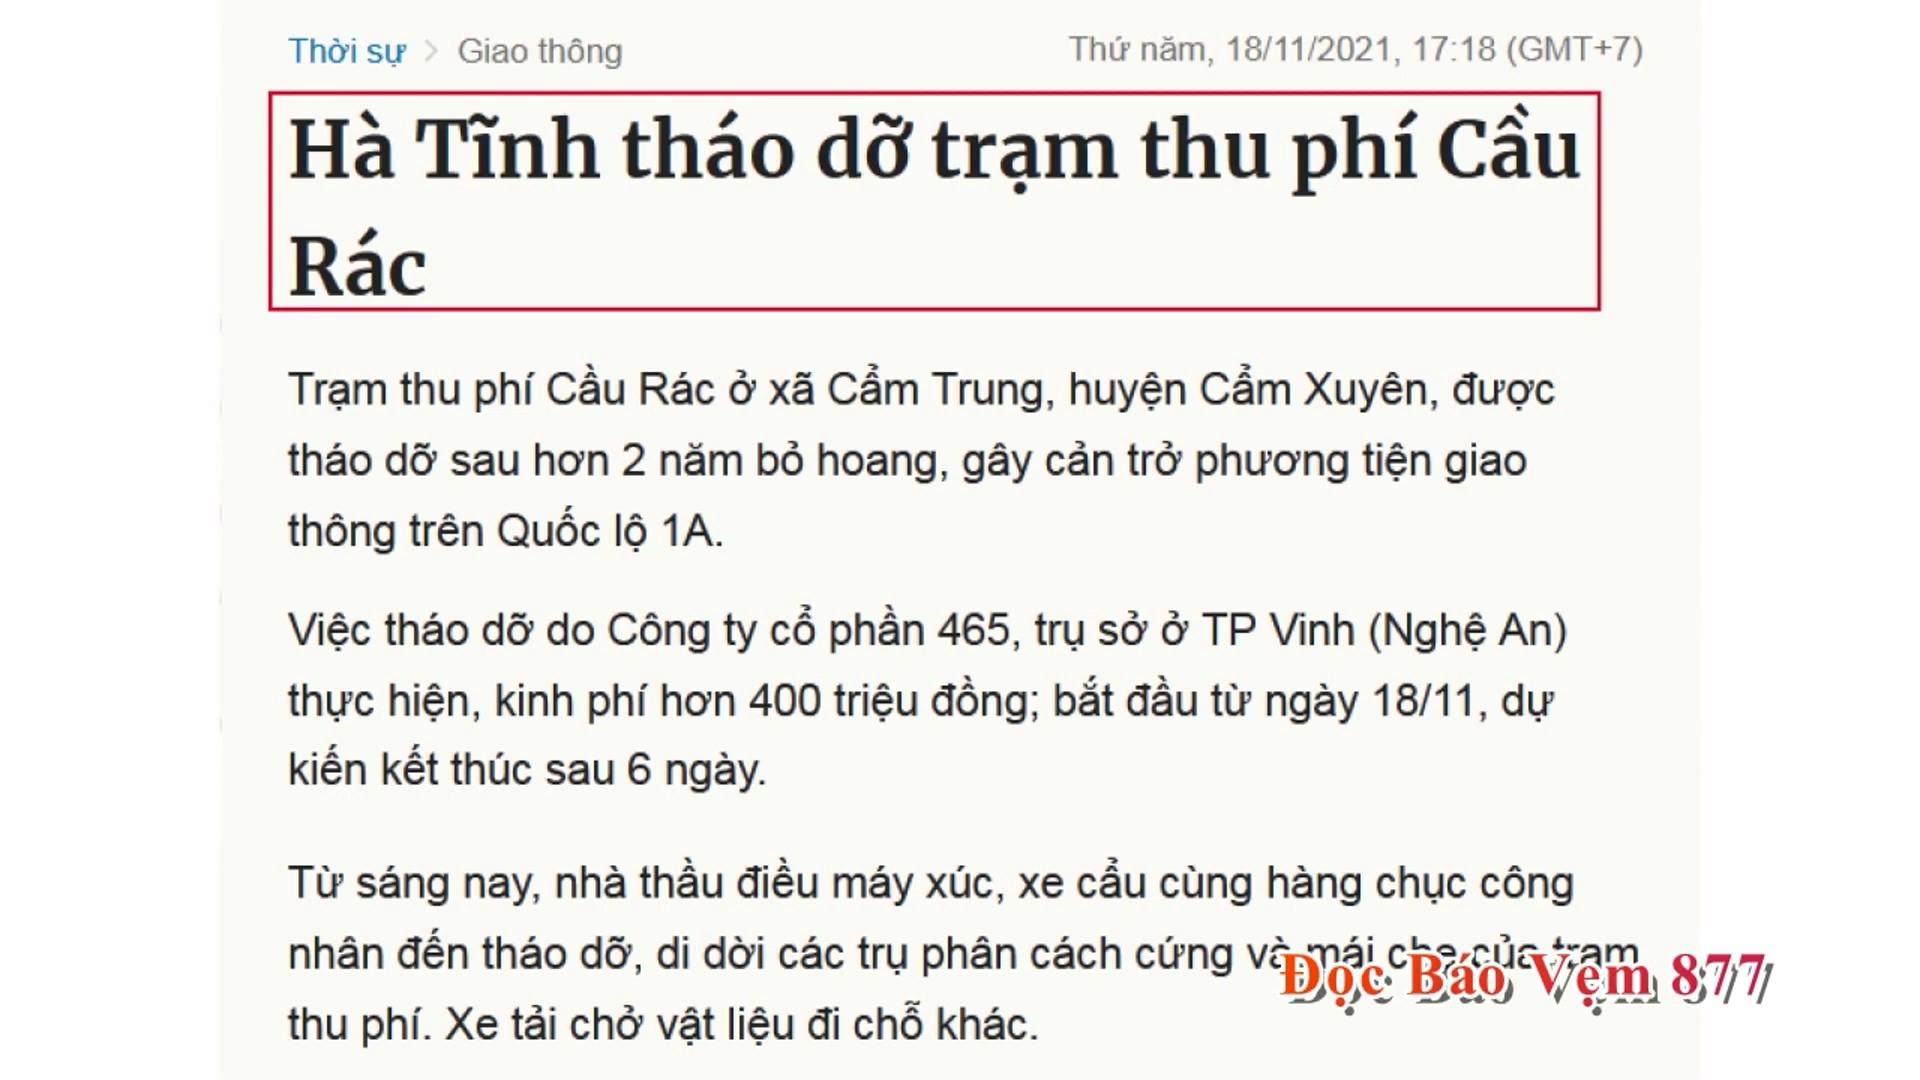 Thời sự > Giao thông
Thứ năm, 18/11/2021, 17:18 (GMT+7)
Hà Tĩnh tháo dỡ trạm thu phí Cầu
Rác
Trạm thu phí Cầu Rác ở xã Cẩm Trung, huyện Cẩm Xuyên, được
tháo dỡ sau hơn 2 năm bỏ hoang, gây cản trở phương tiện giao
thông trên Quốc lộ 1A.
Việc tháo dỡ do Công ty cổ phần 465, trụ sở ở TP Vinh (Nghệ An)
thực hiện, kinh phí hơn 400 triệu đồng; bắt đầu từ ngày 18/11, dự
kiến kết thúc sau 6 ngày.
Từ sáng nay, nhà thầu điều máy xúc, xe cẩu cùng hàng chục công
nhân đến tháo dỡ, di dời các trụ phân cách cứng và mái che của trạm
thu phí. Xe tải chở vật liệu đi chỗ khác.
Đọc Báo Vẹm 877